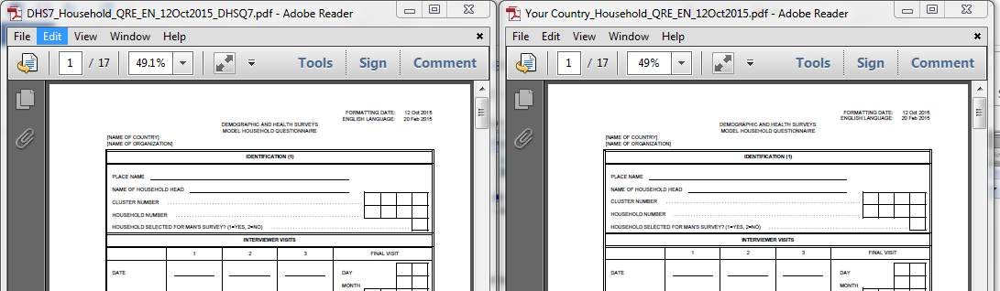 DHS7_Household_QRE_EN_12Oct2015_DHSQ7.pdf - Adobe Reader
File Edit View Window Help
1 / 17 49.1% Tools Sign Comment
FORMATTING DATE: 12 Oct 2015
ENGLISH LANGUAGE: 20 Feb 2015
DEMOGRAPHIC AND HEALTH SURVEYS
MODEL HOUSEHOLD QUESTIONNAIRE
[NAME OF COUNTRY]
[NAME OF ORGANIZATION]
IDENTIFICATION (1)
PLACE NAME
NAME OF HOUSEHOLD HEAD
CLUSTER NUMBER
HOUSEHOLD NUMBER
HOUSEHOLD SELECTED FOR MAN'S SURVEY? (1=YES, 2=NO)
INTERVIEWER VISITS
1 2 3 FINAL VISIT
DATE DAY
MONTH
Your Country_Household_QRE_EN_12Oct2015.pdf - Adobe Reader
File Edit View Window Help
1 / 17 49% Tools Sign Comment
FORMATTING DATE: 12 Oct 2015
ENGLISH LANGUAGE: 20 Feb 2015
DEMOGRAPHIC AND HEALTH SURVEYS
MODEL HOUSEHOLD QUESTIONNAIRE
[NAME OF COUNTRY]
[NAME OF ORGANIZATION]
IDENTIFICATION (1)
PLACE NAME
NAME OF HOUSEHOLD HEAD
CLUSTER NUMBER
HOUSEHOLD NUMBER
HOUSEHOLD SELECTED FOR MAN'S SURVEY? (1=YES, 2=NO)
INTERVIEWER VISITS
1 2 3 FINAL VISIT
DATE DAY
MONTH